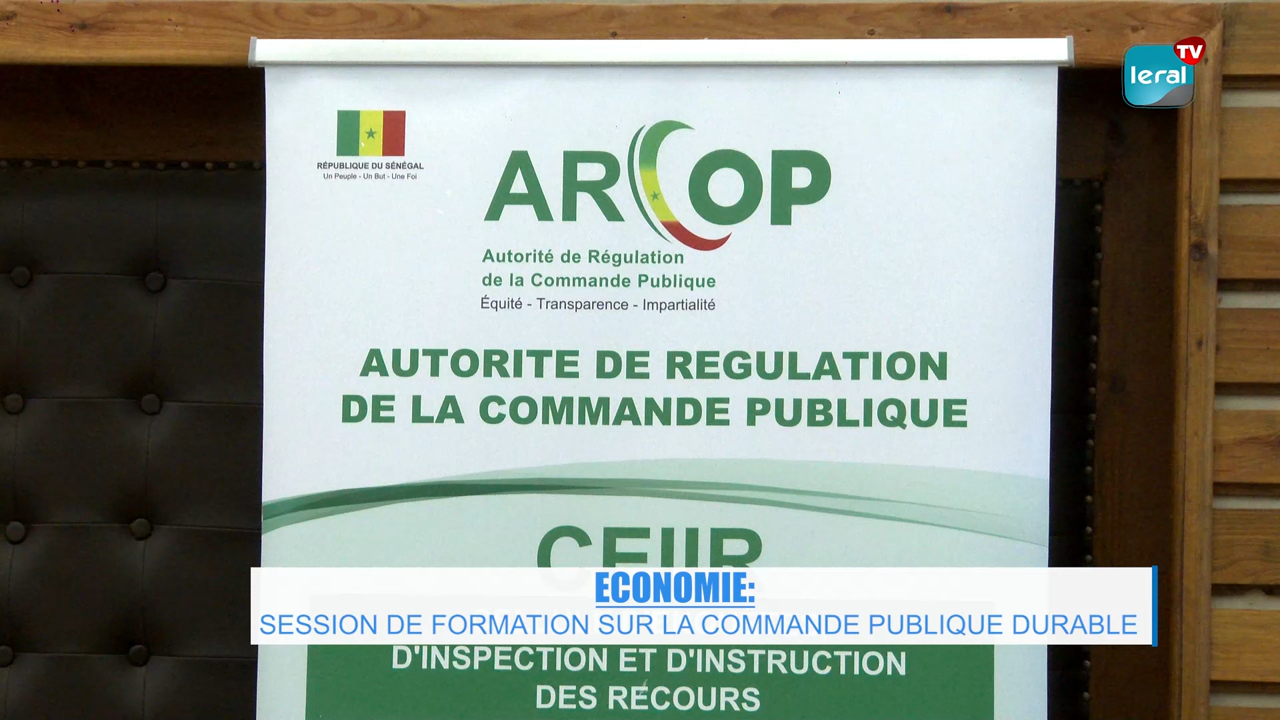 leral TV
RÉPUBLIQUE DU SÉNÉGAL
Un Peuple - Un But - Une Foi
ARCOP
Autorité de Régulation
de la Commande Publique
Équité - Transparence - Impartialité
AUTORITE DE REGULATION
DE LA COMMANDE PUBLIQUE
ECONOMIE:
SESSION DE FORMATION SUR LA COMMANDE PUBLIQUE DURABLE
D'INSPECTION ET D'INSTRUCTION
DES RECOURS